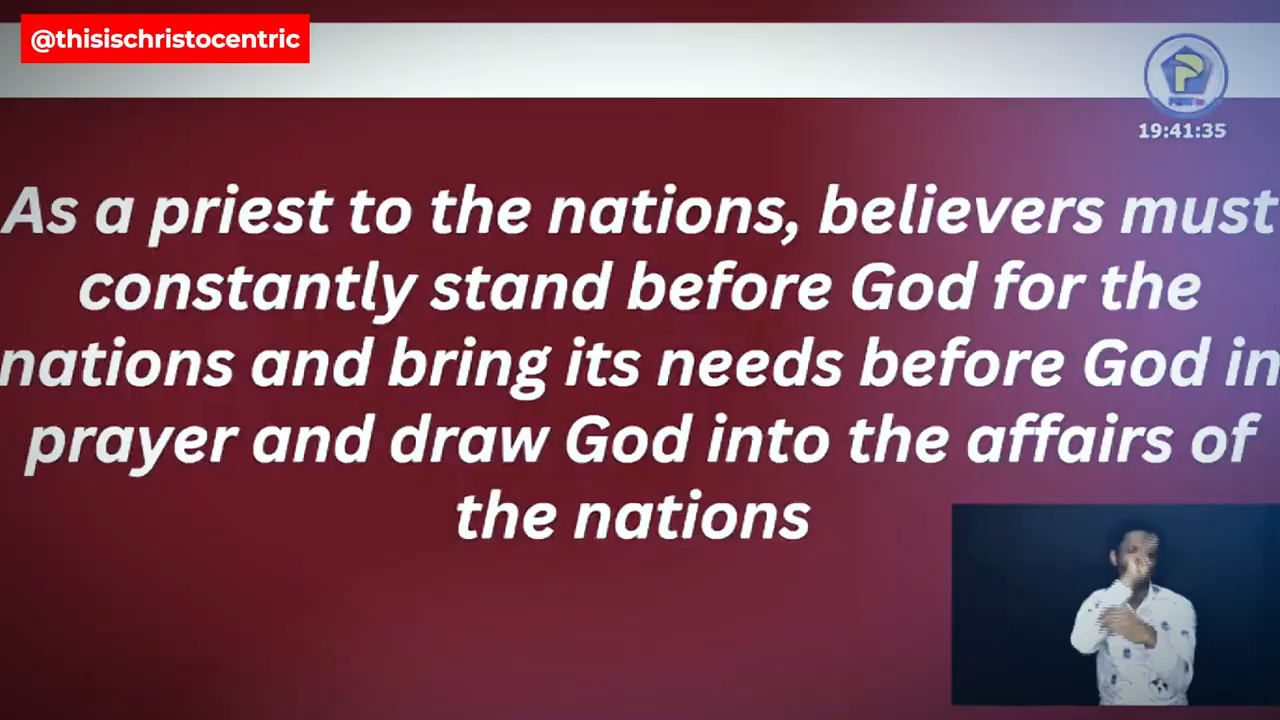 @thisischristocentric
P
19:41:35
As a priest to the nations, believers must
constantly stand before God for the
nations and bring its needs before God in
prayer and draw God into the affairs of
the nations